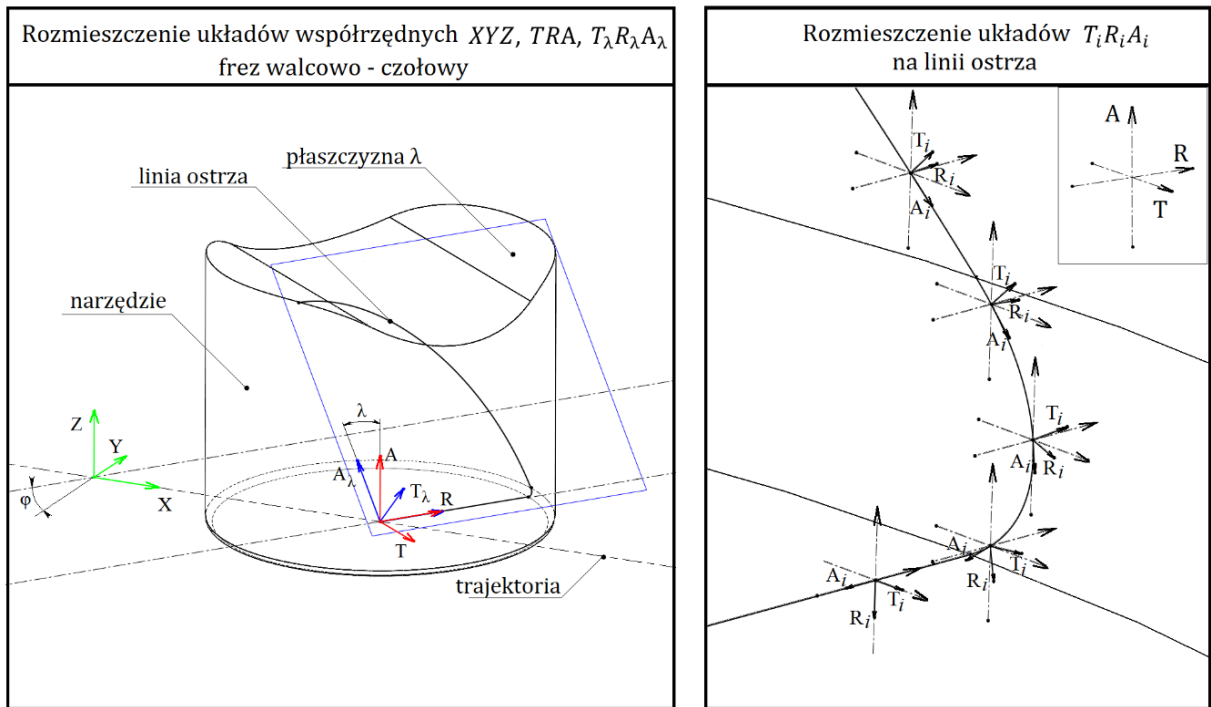 Rozmieszczenie układów współrzędnych XYZ, TRA, TλRλAλ
frez walcowo - czołowy
płaszczyzna λ
linia ostrza
narzędzie
λ
Z
Y
X
φ
A
Aλ
Tλ
R
T
trajektoria
Rozmieszczenie układów TiRiAi
na linii ostrza
A
R
T
Ti
Ri
Ai
Ti
Ri
Ai
Ti
Ai
Ri
Ai
Ti
Ri
Ai
Ti
Ri